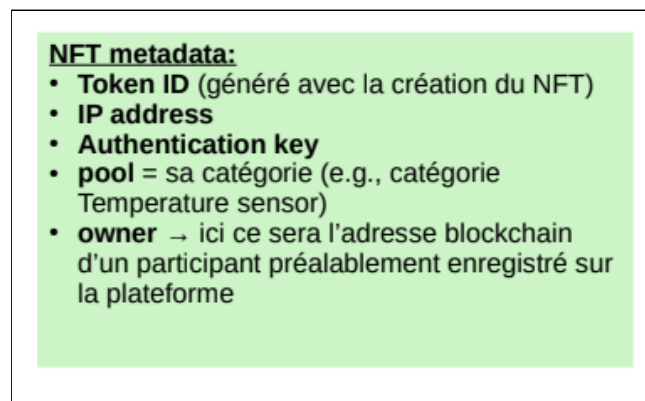 NFT metadata:
• Token ID (généré avec la création du NFT)
• IP address
• Authentication key
• pool = sa catégorie (e.g., catégorie
Temperature sensor)
• owner → ici ce sera l’adresse blockchain
d’un participant préalablement enregistré sur
la plateforme